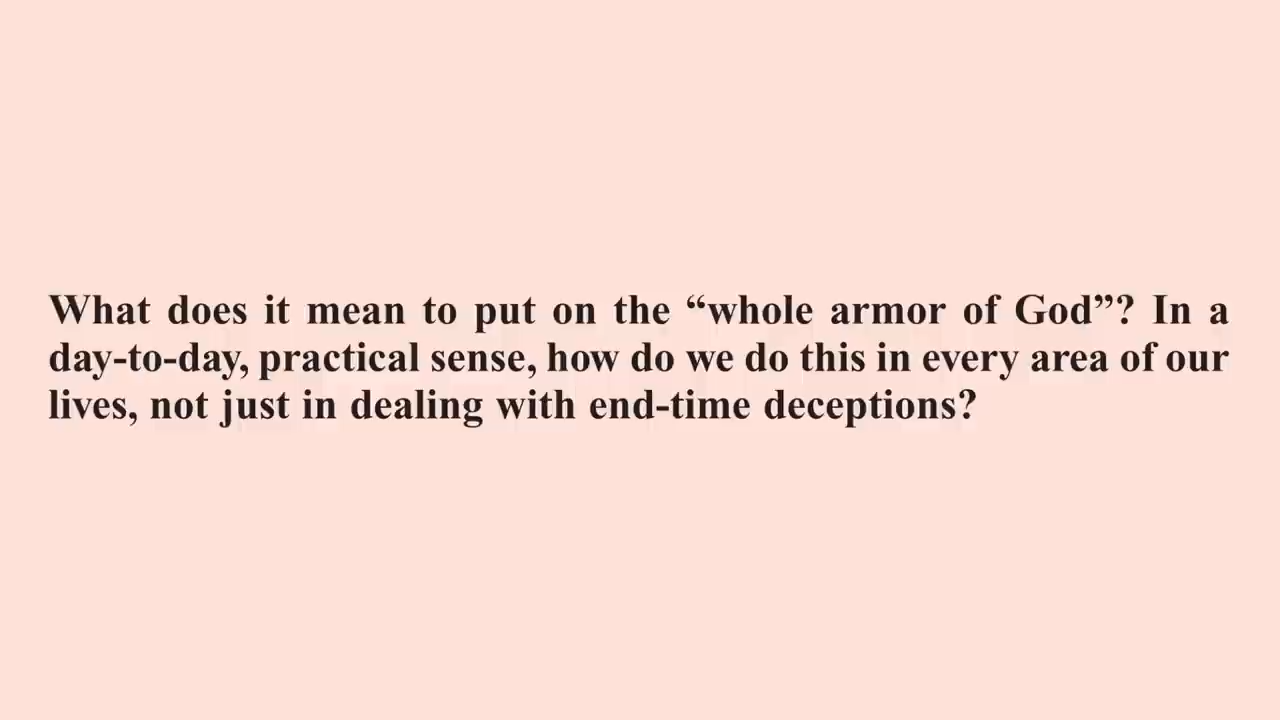 What does it mean to put on the “whole armor of God”? In a
day-to-day, practical sense, how do we do this in every area of our
lives, not just in dealing with end-time deceptions?